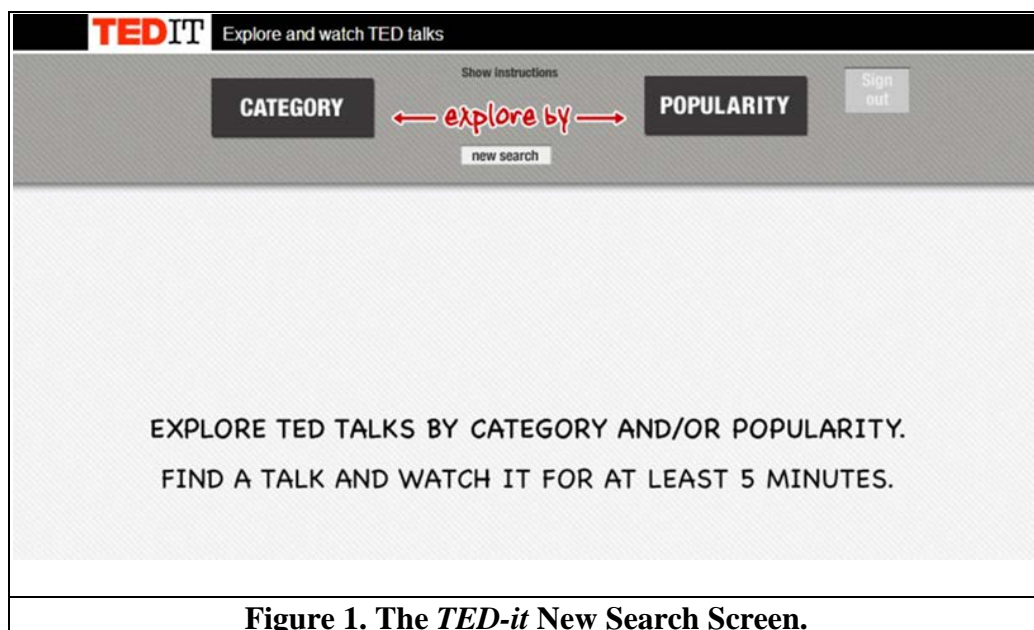 TEDIT Explore and watch TED talks
Show instructions
CATEGORY
explore by
POPULARITY
Sign
out
new search
EXPLORE TED TALKS BY CATEGORY AND/OR POPULARITY.
FIND A TALK AND WATCH IT FOR AT LEAST 5 MINUTES.
Figure 1. The TED-it New Search Screen.